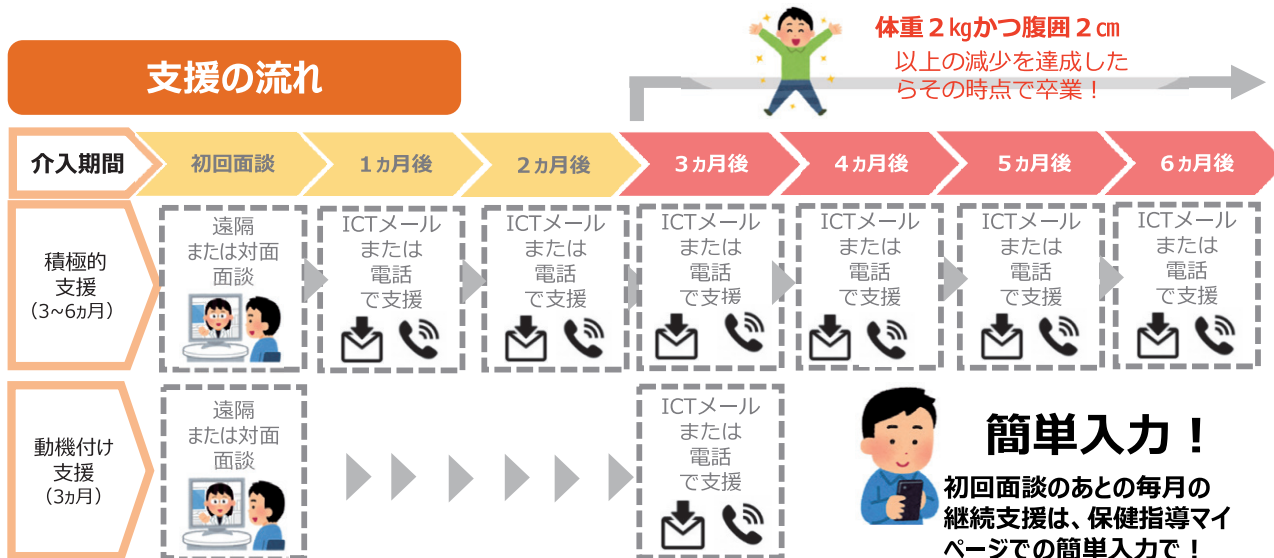 体重2㎏かつ腹囲2㎝
以上の減少を達成した
らその時点で卒業！
支援の流れ
介入期間
初回面談
1ヵ月後
2ヵ月後
3ヵ月後
4ヵ月後
5ヵ月後
6ヵ月後
積極的
支援
（3~6ヵ月）
遠隔
または対面
面談
ICTメール
または
電話
で支援
ICTメール
または
電話
で支援
ICTメール
または
電話
で支援
ICTメール
または
電話
で支援
ICTメール
または
電話
で支援
ICTメール
または
電話
で支援
動機付け
支援
（3ヵ月）
遠隔
または対面
面談
ICTメール
または
電話
で支援
簡単入力！
初回面談のあとの毎月の
継続支援は、保健指導マイ
ページでの簡単入力で！